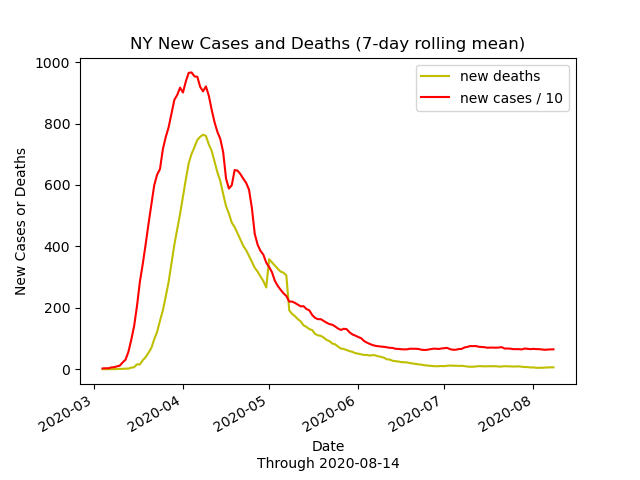 NY New Cases and Deaths (7-day rolling mean)
new deaths
new cases / 10
New Cases or Deaths
1000
800
600
400
200
0
2020-03
2020-04
2020-05
2020-06
2020-07
2020-08
Date
Through 2020-08-14